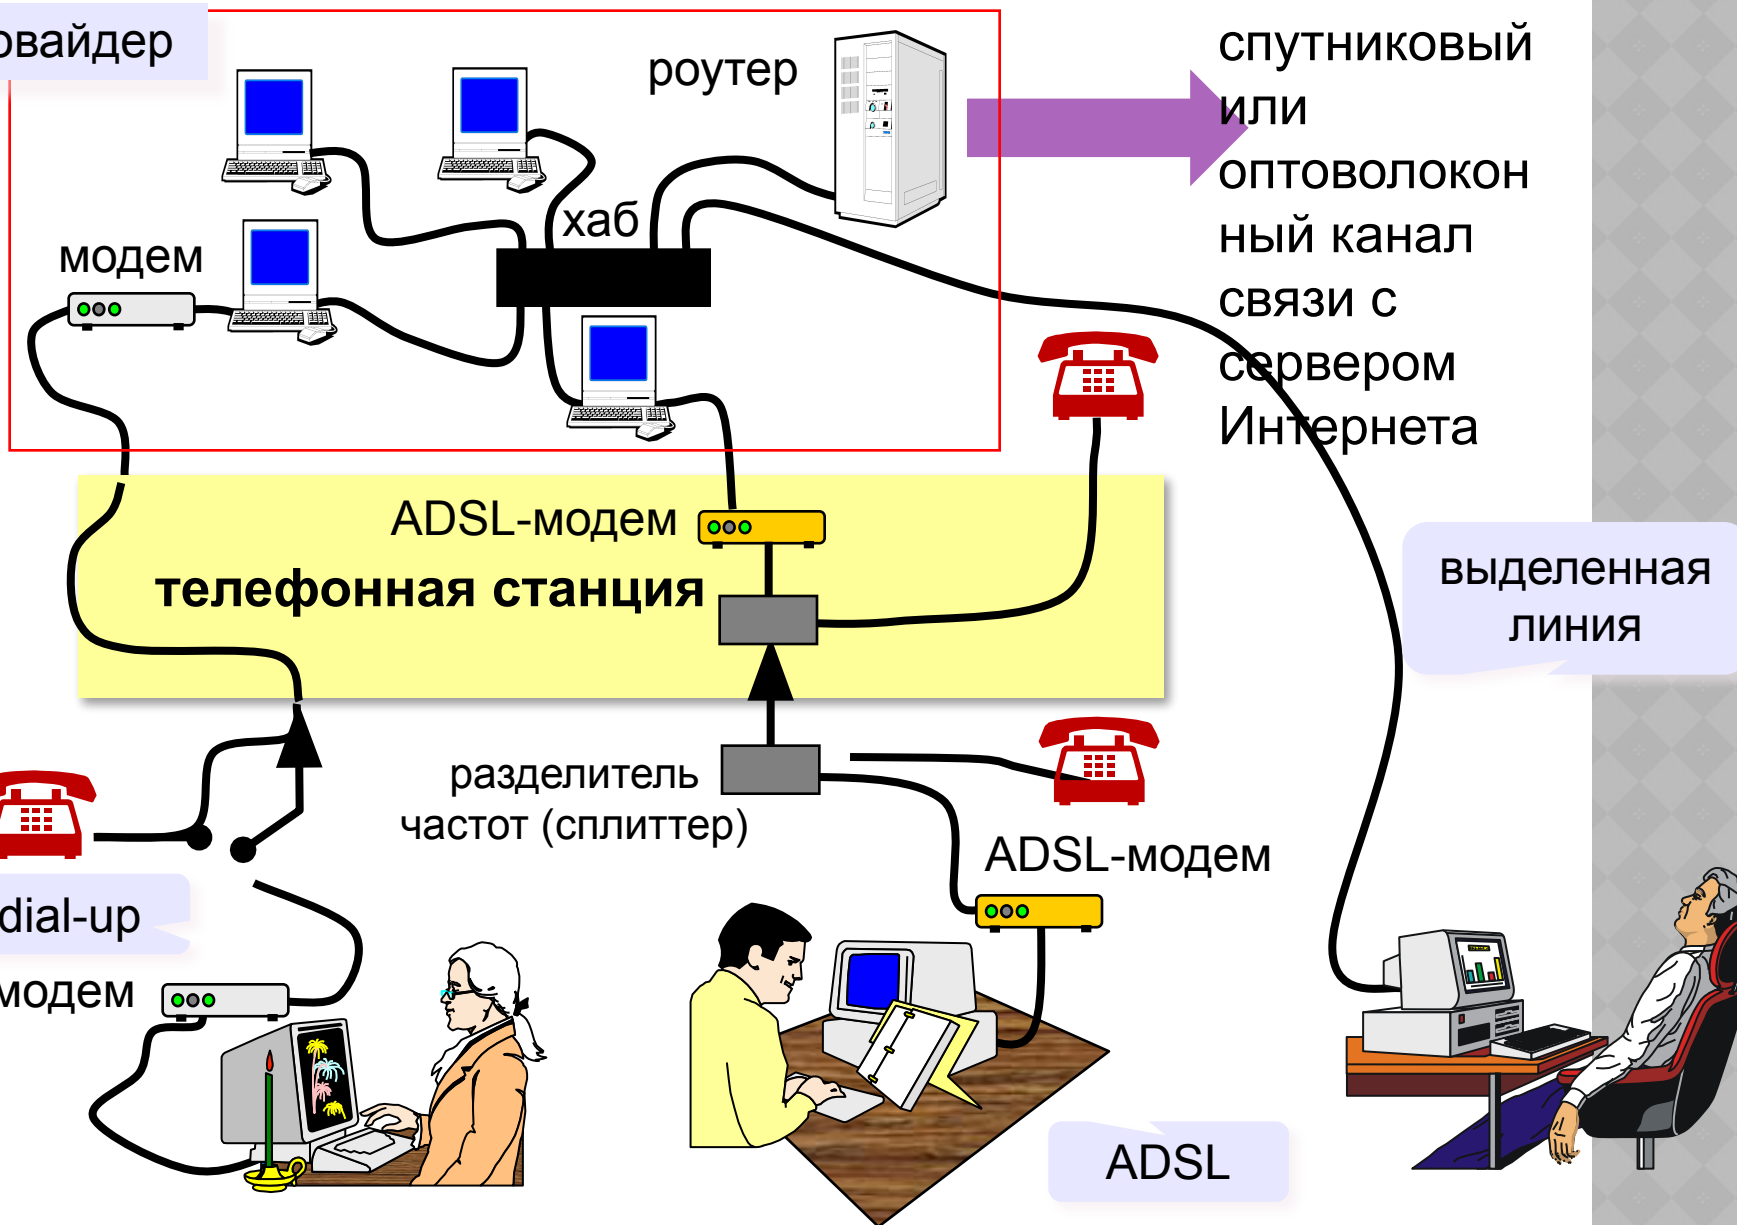 овайдер
роутер
спутниковый
или
оптоволокон
ный канал
связи с
сервером
Интернета
хаб
модем
ADSL-модем
телефонная станция
выделенная
линия
разделитель
частот (сплиттер)
ADSL-модем
dial-up
модем
ADSL